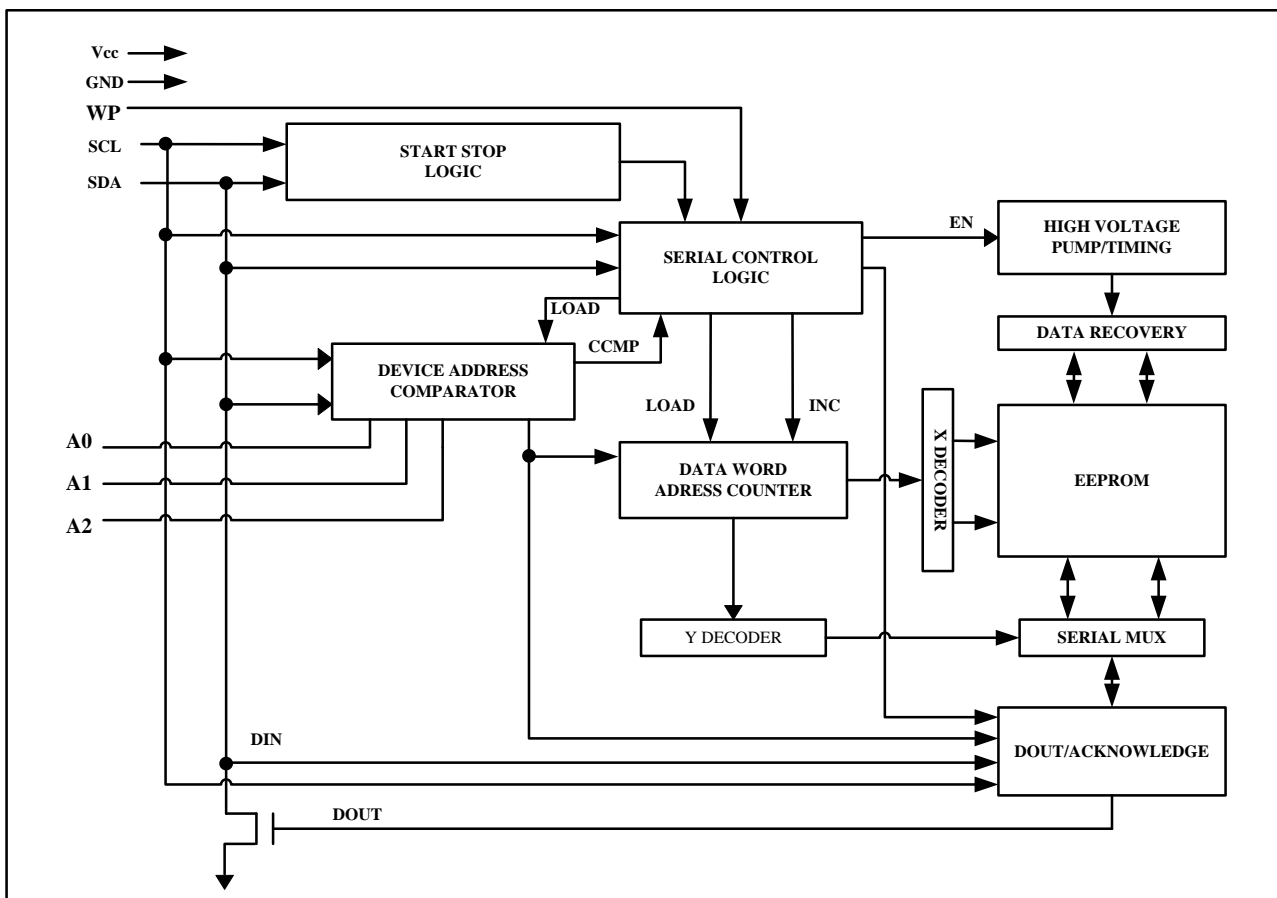 Vcc
GND
WP
SCL
SDA
START STOP
LOGIC
SERIAL CONTROL
LOGIC
EN
HIGH VOLTAGE
PUMP/TIMING
LOAD
CCMP
DATA RECOVERY
DEVICE ADDRESS
COMPARATOR
LOAD
INC
A0
A1
A2
DATA WORD
ADRESS COUNTER
X DECODER
EEPROM
Y DECODER
SERIAL MUX
DIN
DOUT/ACKNOWLEDGE
DOUT